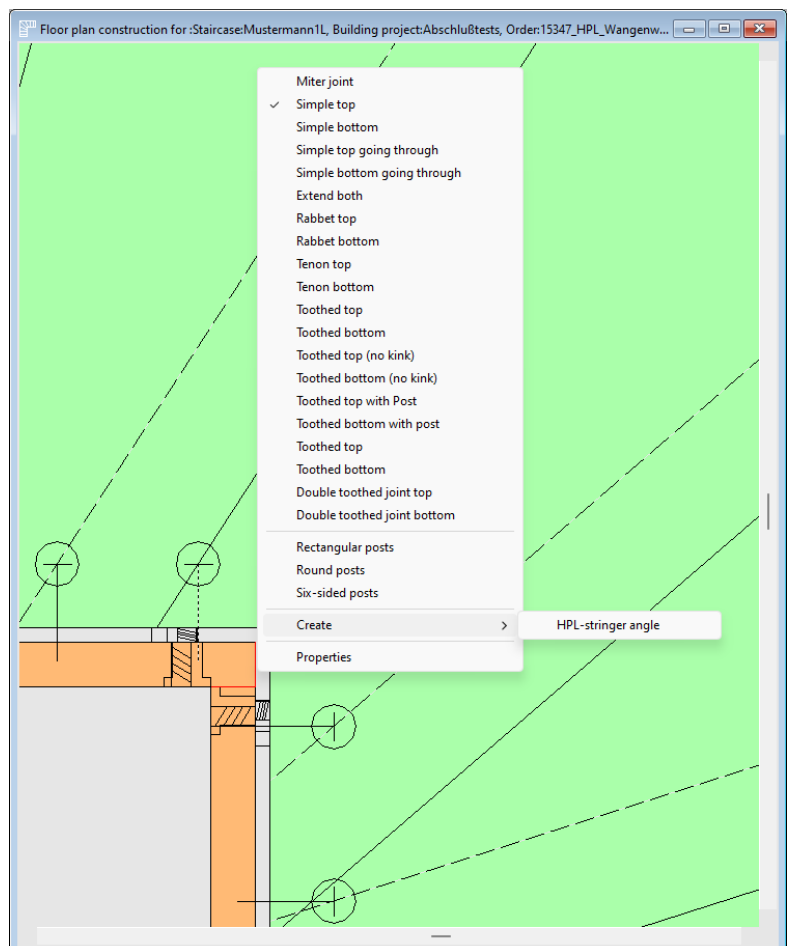 Floor plan construction for :Staircase:Mustermann1L, Building project:Abschlußtests, Order:15347_HPL_Wangenw...
Miter joint
Simple top
Simple bottom
Simple top going through
Simple bottom going through
Extend both
Rabbet top
Rabbet bottom
Tenon top
Tenon bottom
Toothed top
Toothed bottom
Toothed top (no kink)
Toothed bottom (no kink)
Toothed top with Post
Toothed bottom with post
Toothed top
Toothed bottom
Double toothed joint top
Double toothed joint bottom
Rectangular posts
Round posts
Six-sided posts
Create
HPL-stringer angle
Properties